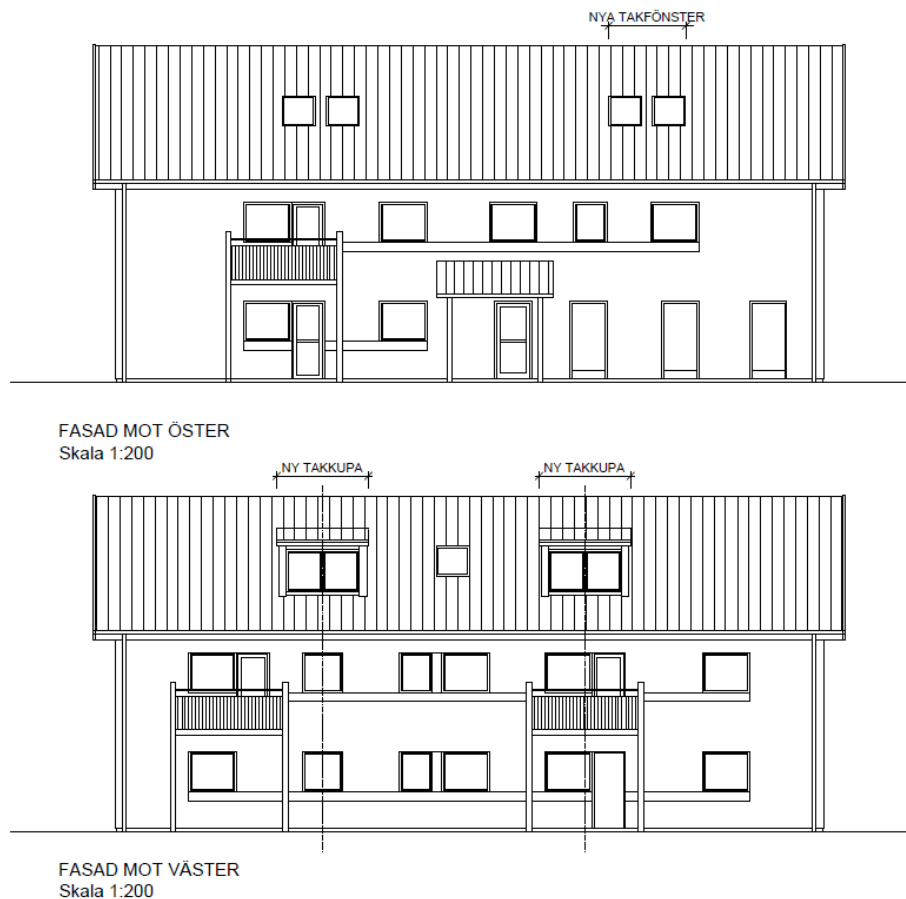 NYA TAKFÖNSTER
FASAD MOT ÖSTER
Skala 1:200
NY TAKKUPA
NY TAKKUPA
FASAD MOT VÄSTER
Skala 1:200